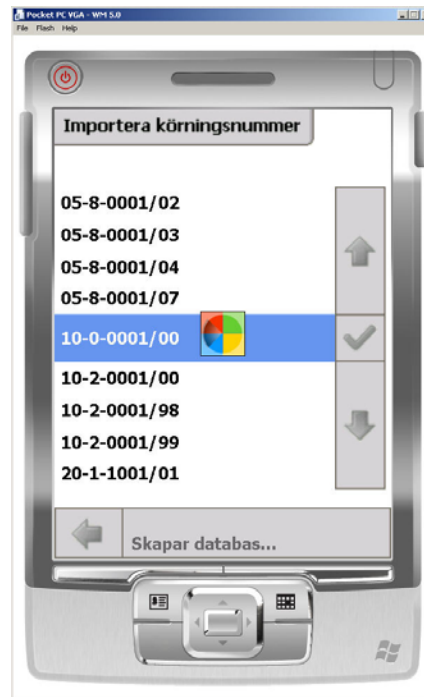 Pocket PC VGA - WM 5.0
File Flash Help
Importera körningsnummer
05-8-0001/02
05-8-0001/03
05-8-0001/04
05-8-0001/07
10-0-0001/00
10-2-0001/00
10-2-0001/98
10-2-0001/99
20-1-1001/01
Skapar databas...